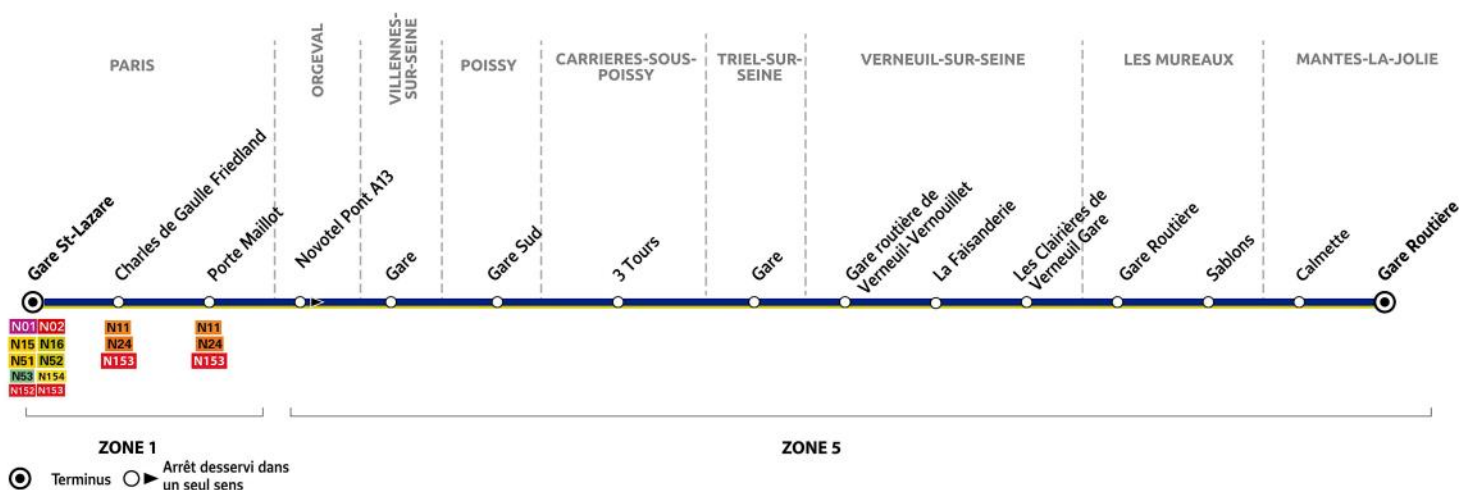 PARIS
ORGEVAL
VILLENNES-
SUR-SEINE
POISSY
CARRIERES-SOUS-
POISSY
TRIEL-SUR-
SEINE
VERNEUIL-SUR-SEINE
LES MUREAUX
MANTES-LA-JOLIE
Gare St-Lazare
Charles de Gaulle Friedland
Porte Maillot
Novotel Pont A13
Gare
Gare Sud
3 Tours
Gare
Gare routière de
Verneuil-Vernouillet
La Faisanderie
Les Clairières de
Verneuil Gare
Gare Routière
Sablons
Calmette
Gare Routière
N01 N02
N15 N16
N51 N52
N53 N154
N152 N153
N11
N24
N153
N11
N24
N153
ZONE 1
ZONE 5
Terminus
Arrêt desservi dans
un seul sens